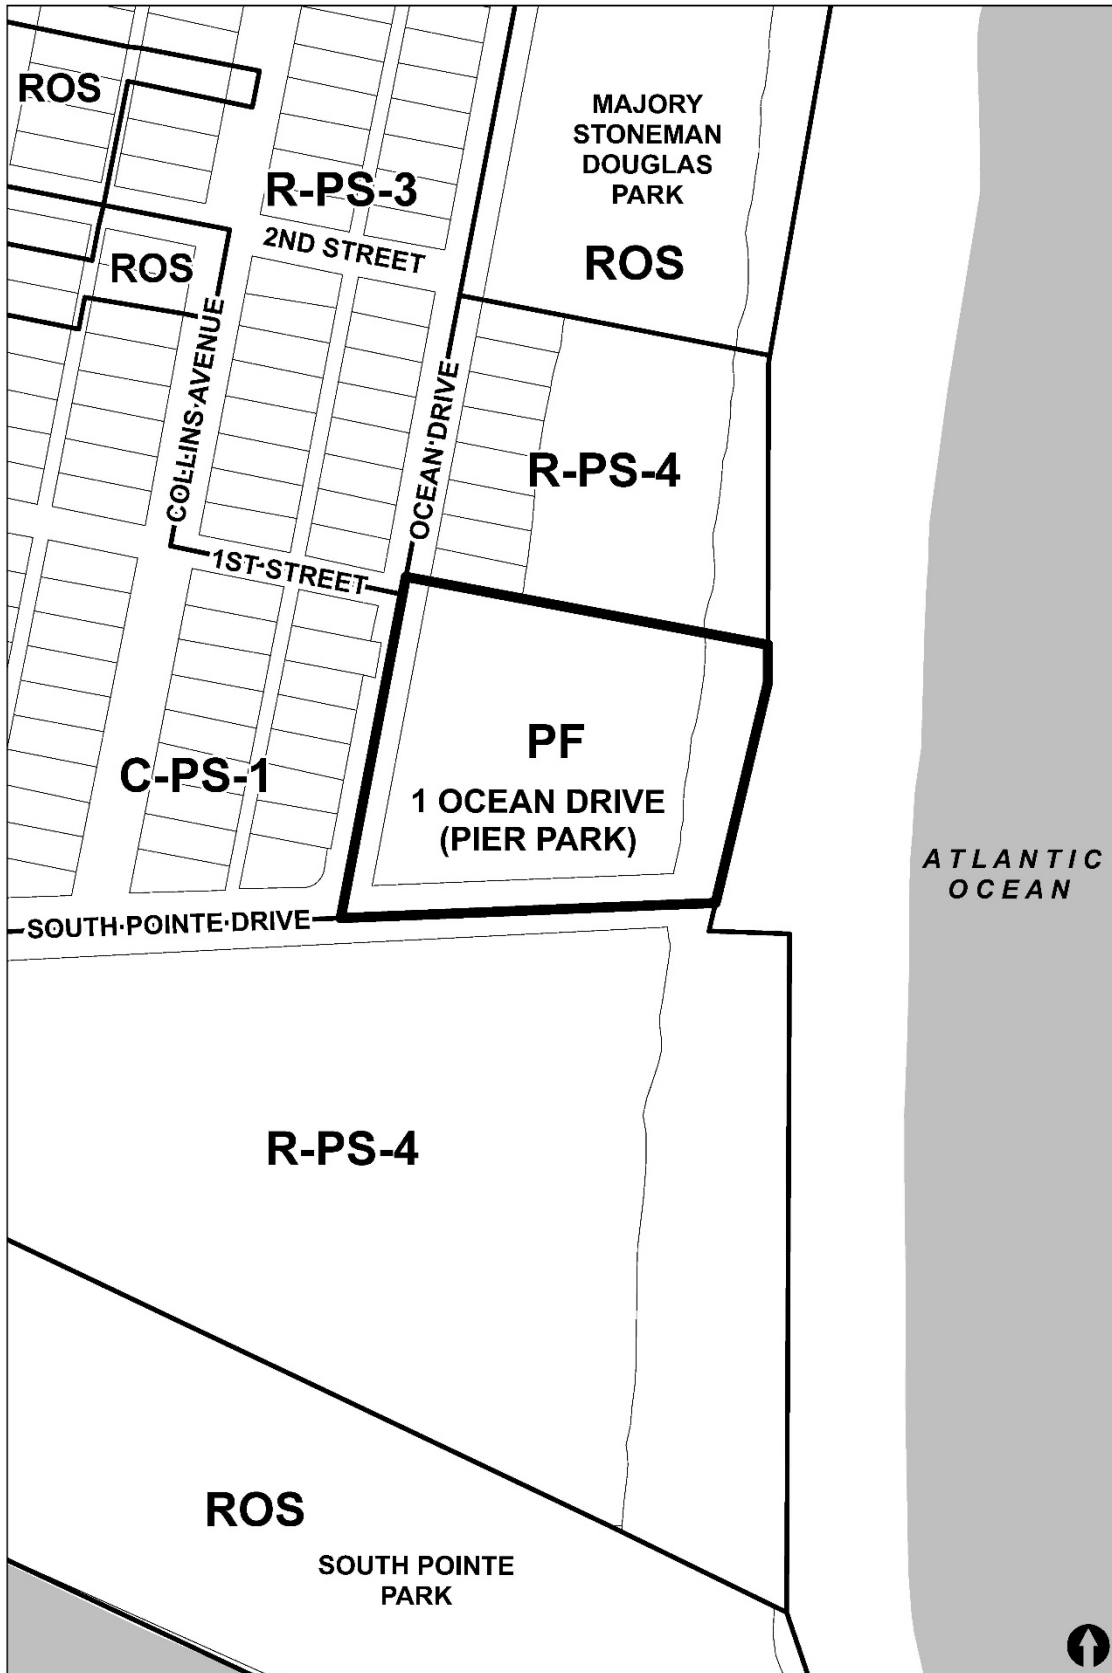 ROS
MAJORY
STONEMAN
DOUGLAS
PARK
ROS
R-PS-3
2ND STREET
ROS
COLLINS AVENUE
OCEAN DRIVE
R-PS-4
1ST STREET
PF
1 OCEAN DRIVE
(PIER PARK)
C-PS-1
ATLANTIC
OCEAN
SOUTH POINTE DRIVE
R-PS-4
ROS
SOUTH POINTE
PARK